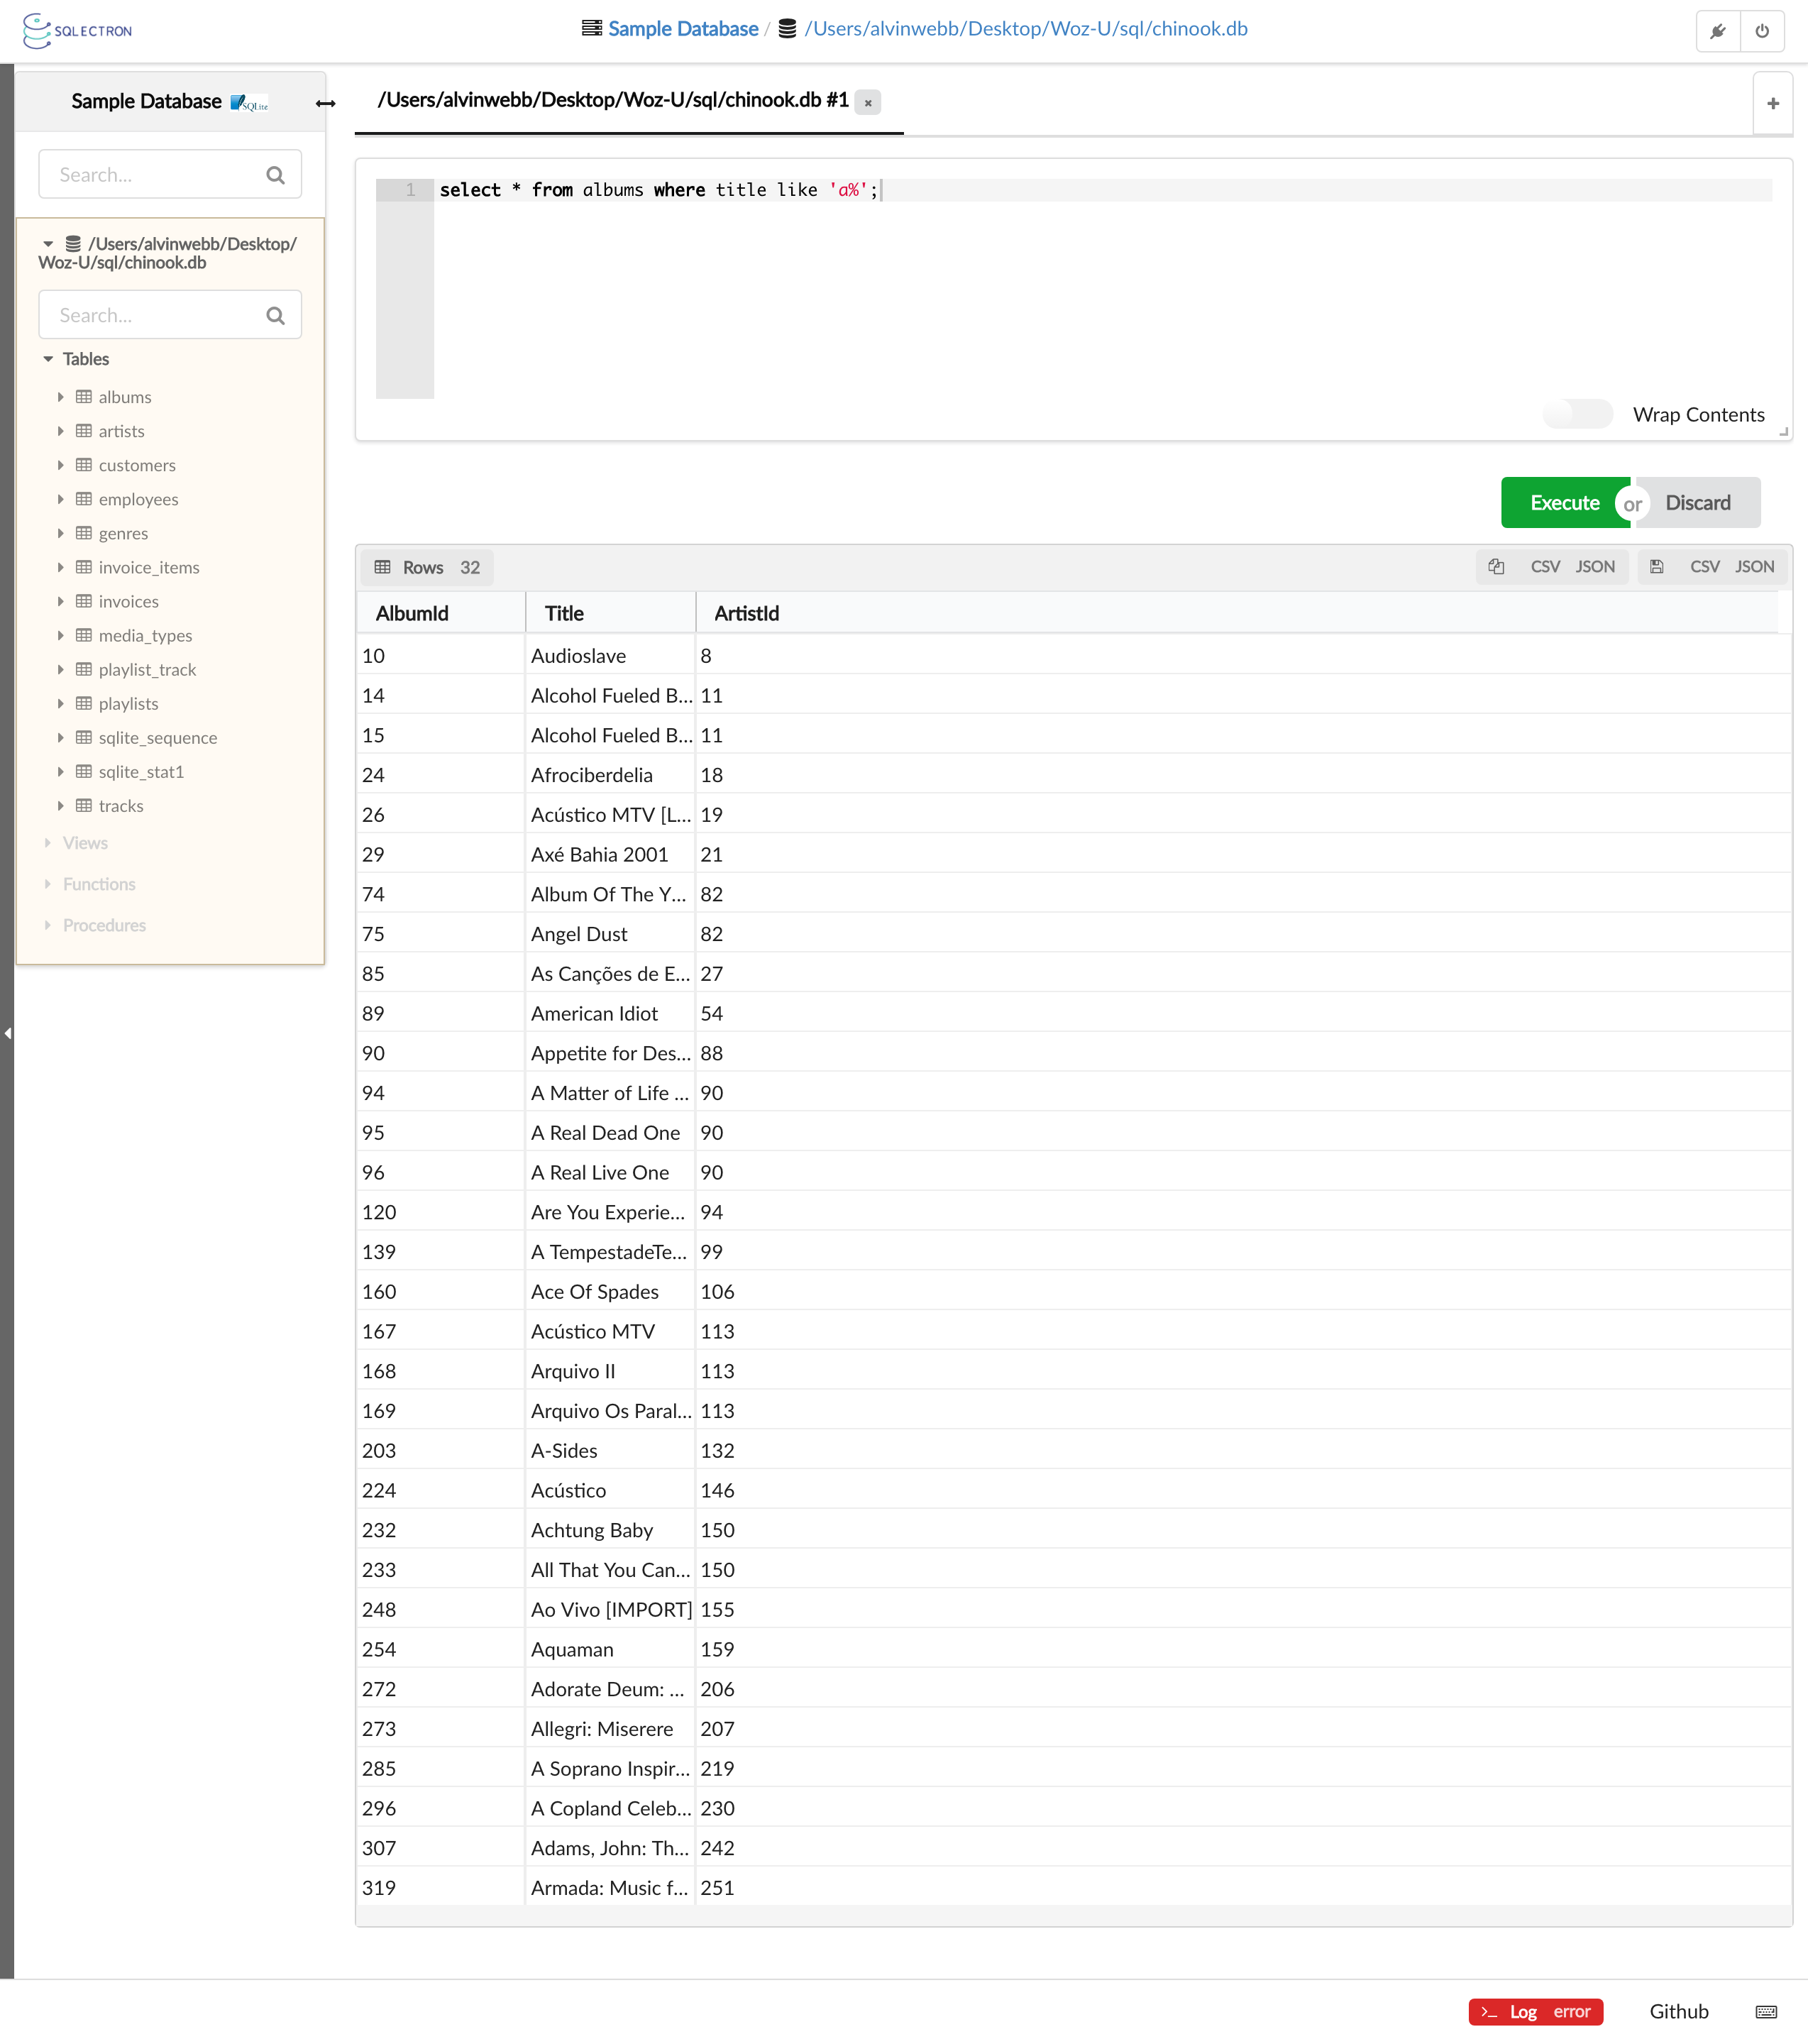 SQLECTRON
Sample Database / /Users/alvinwebb/Desktop/Woz-U/sql/chinook.db
Sample Database SQLite
/Users/alvinwebb/Desktop/Woz-U/sql/chinook.db #1 ×
+
Search...
/Users/alvinwebb/Desktop/
Woz-U/sql/chinook.db
Search...
Tables
albums
artists
customers
employees
genres
invoice_items
invoices
media_types
playlist_track
playlists
sqlite_sequence
sqlite_stat1
tracks
Views
Functions
Procedures
1 select * from albums where title like 'a%';
Wrap Contents
Execute or Discard
Rows 32 CSV JSON CSV JSON
AlbumId Title ArtistId
10 Audioslave 8
14 Alcohol Fueled B... 11
15 Alcohol Fueled B... 11
24 Afrociberdelia 18
26 Acústico MTV [L... 19
29 Axé Bahia 2001 21
74 Album Of The Y... 82
75 Angel Dust 82
85 As Canções de E... 27
89 American Idiot 54
90 Appetite for Des... 88
94 A Matter of Life ... 90
95 A Real Dead One 90
96 A Real Live One 90
120 Are You Experie... 94
139 A TempestadeTe... 99
160 Ace Of Spades 106
167 Acústico MTV 113
168 Arquivo II 113
169 Arquivo Os Paral... 113
203 A-Sides 132
224 Acústico 146
232 Achtung Baby 150
233 All That You Can... 150
248 Ao Vivo [IMPORT] 155
254 Aquaman 159
272 Adorate Deum: ... 206
273 Allegri: Miserere 207
285 A Soprano Inspir... 219
296 A Copland Celeb... 230
307 Adams, John: Th... 242
319 Armada: Music f... 251
>_ Log error Github